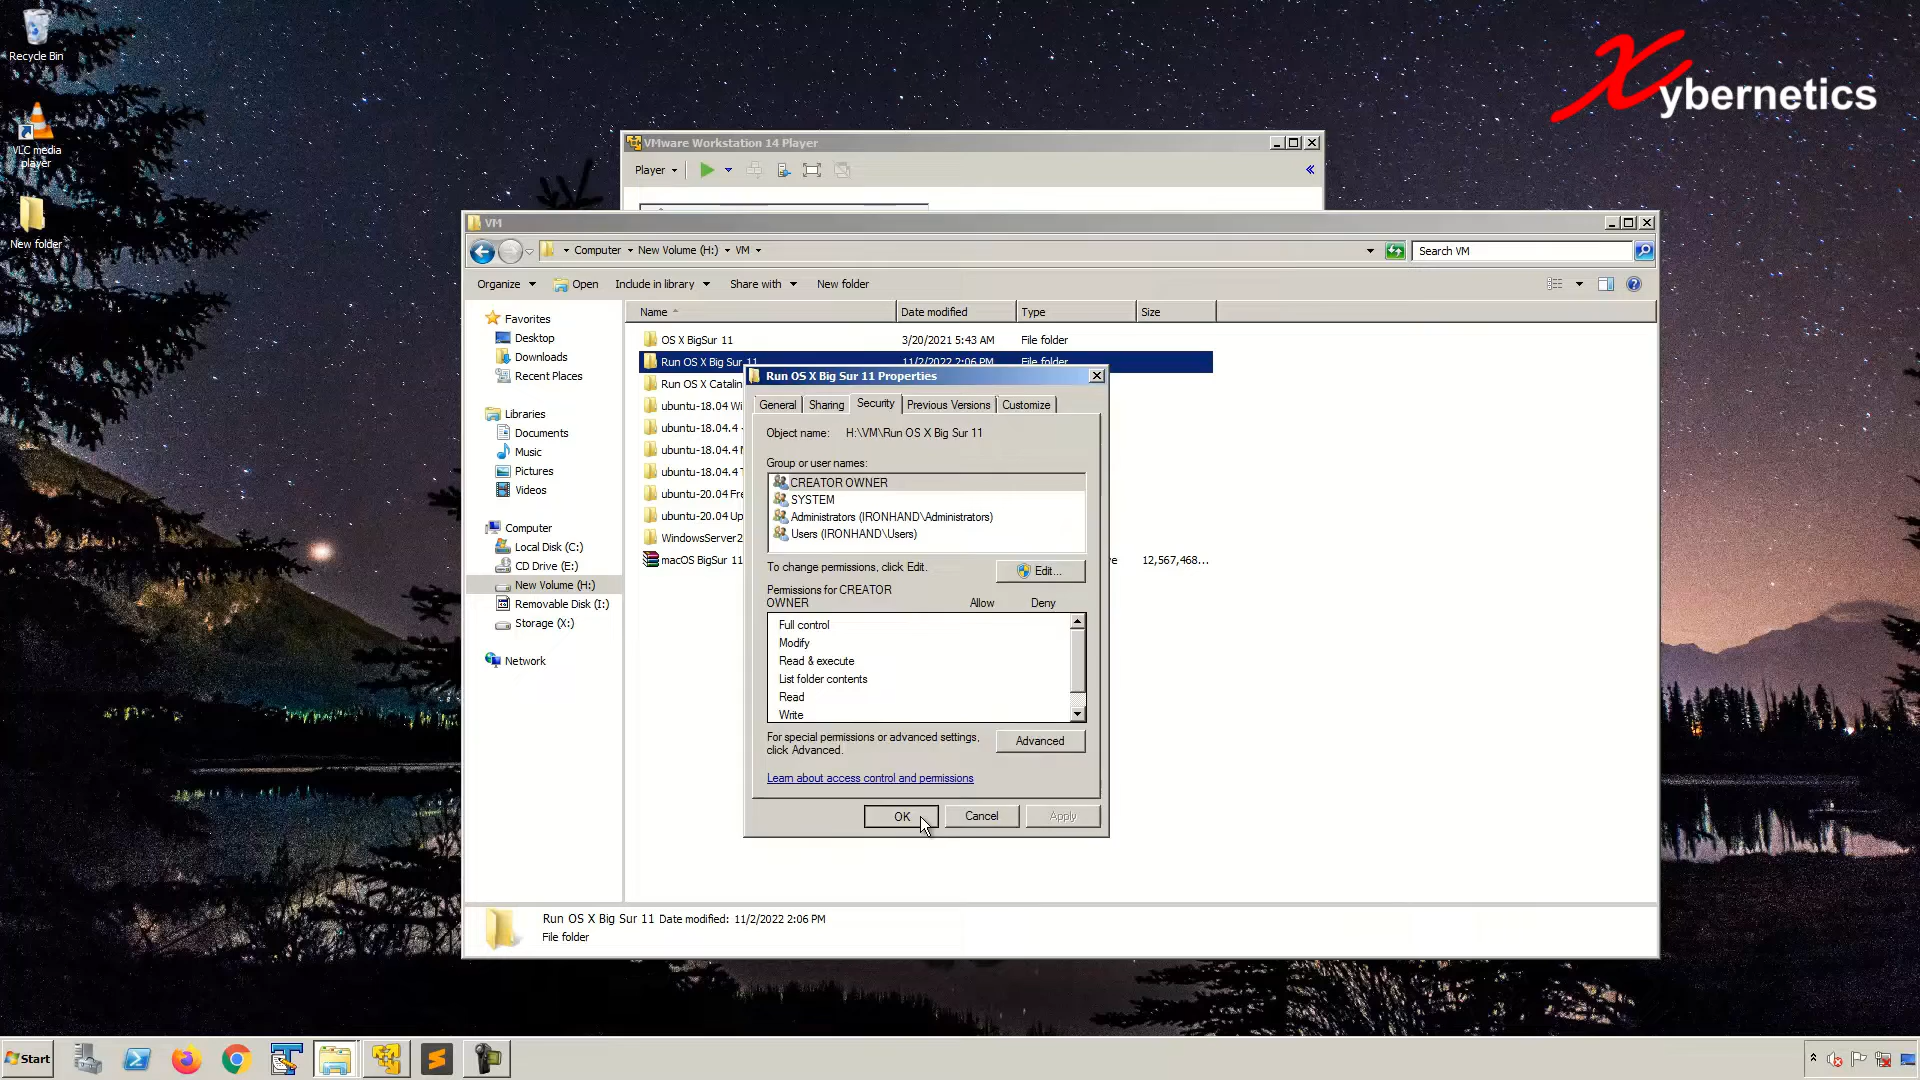 Recycle Bin
VLC media
player
New folder
Xybernetics
VMware Workstation 14 Player
Player
VM
Computer
New Volume (H:)
VM
Search VM
Organize
Open
Include in library
Share with
New folder
Name
Date modified
Type
Size
Favorites
Desktop
Downloads
Recent Places
Libraries
Documents
Music
Pictures
Videos
Computer
Local Disk (C:)
CD Drive (E:)
New Volume (H:)
Removable Disk (I:)
Storage (X:)
Network
OS X BigSur 11 3/20/2021 5:43 AM File folder
Run OS X Big Sur 11 11/2/2022 2:06 PM File folder
Run OS X Catalin
ubuntu-18.04 Wi
ubuntu-18.04.4 -
ubuntu-18.04.4
ubuntu-18.04.4
ubuntu-20.04 Fre
ubuntu-20.04 Up
WindowsServer2
macOS BigSur 11
12,567,468...
Run OS X Big Sur 11 Properties
General
Sharing
Security
Previous Versions
Customize
Object name: H:\VM\Run OS X Big Sur 11
Group or user names:
CREATOR OWNER
SYSTEM
Administrators (IRONHAND\Administrators)
Users (IRONHAND\Users)
To change permissions, click Edit.
Edit...
Permissions for CREATOR
OWNER Allow Deny
Full control
Modify
Read & execute
List folder contents
Read
Write
For special permissions or advanced settings,
click Advanced.
Advanced
Learn about access control and permissions
OK
Cancel
Apply
Run OS X Big Sur 11 Date modified: 11/2/2022 2:06 PM
File folder
Start